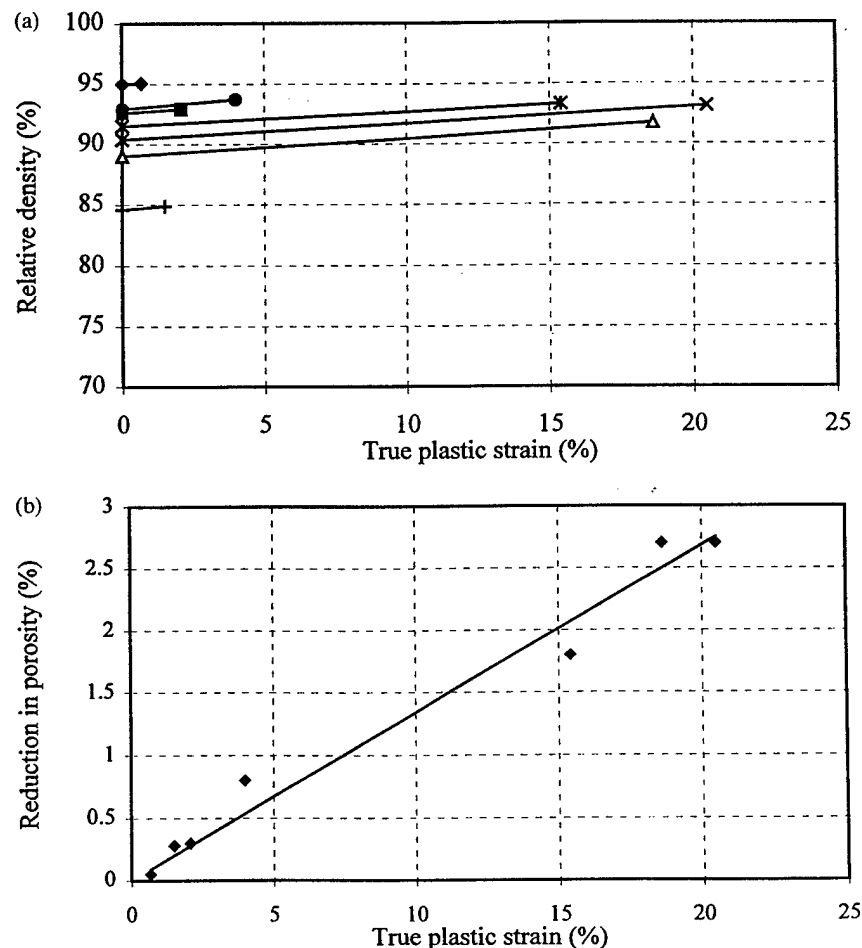 (a)
100
95
90
85
80
75
70
Relative density (%)
0 5 10 15 20 25
True plastic strain (%)
(b)
3
2.5
2
1.5
1
0.5
0
Reduction in porosity (%)
0 5 10 15 20 25
True plastic strain (%)